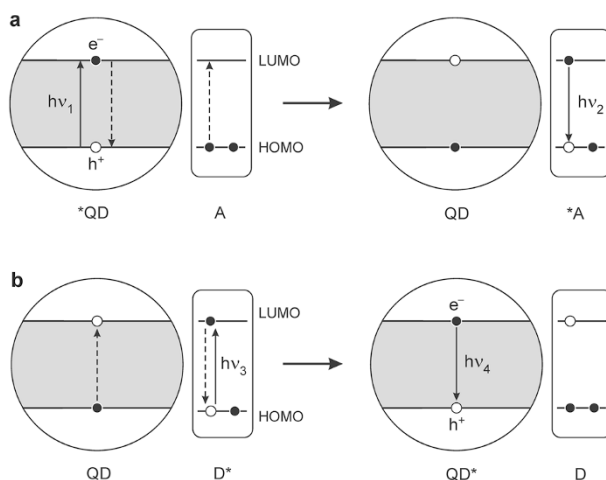 a
e⁻
LUMO
hν₁
hν₂
HOMO
h⁺
*QD
A
QD
*A
b
e⁻
LUMO
hν₃
hν₄
HOMO
h⁺
QD
D*
QD*
D